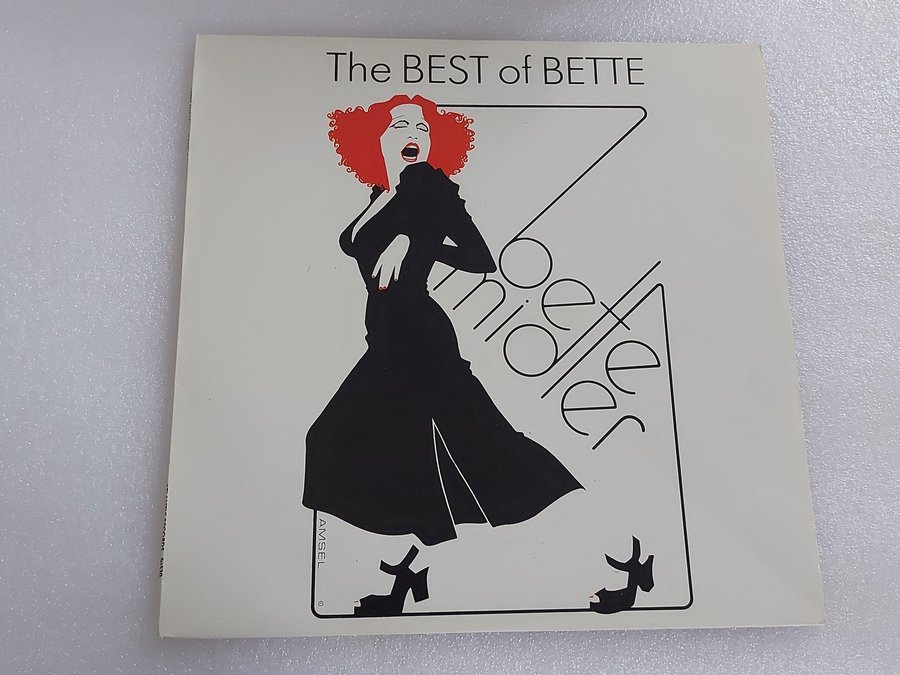 The BEST of BETTE
bette
midler
AMSEL
©